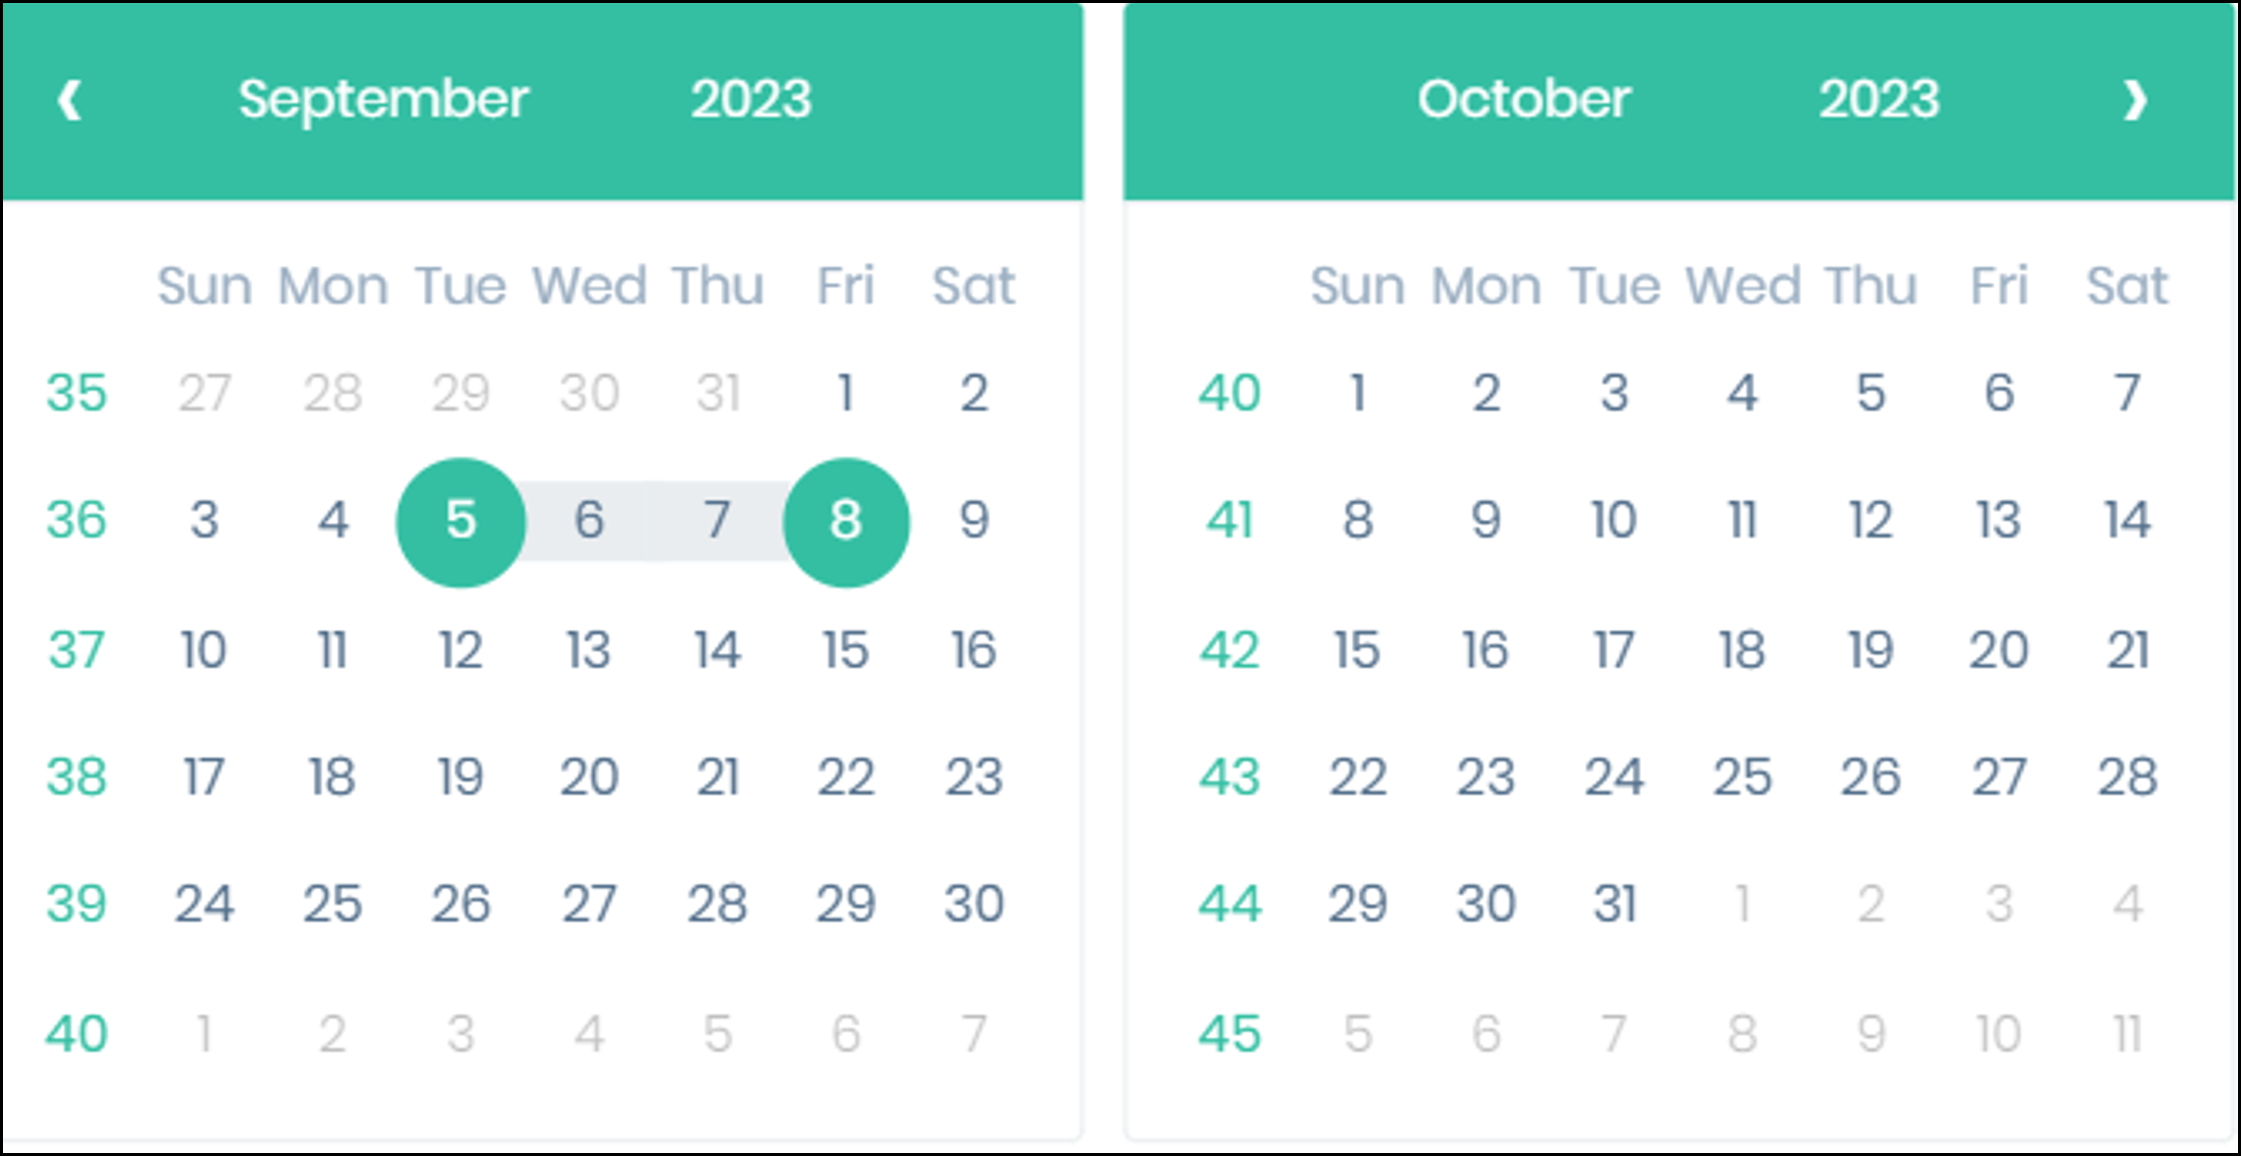 ❮ September 2023
Sun Mon Tue Wed Thu Fri Sat
35 27 28 29 30 31 1 2
36 3 4 5 6 7 8 9
37 10 11 12 13 14 15 16
38 17 18 19 20 21 22 23
39 24 25 26 27 28 29 30
40 1 2 3 4 5 6 7
October 2023 ❯
Sun Mon Tue Wed Thu Fri Sat
40 1 2 3 4 5 6 7
41 8 9 10 11 12 13 14
42 15 16 17 18 19 20 21
43 22 23 24 25 26 27 28
44 29 30 31 1 2 3 4
45 5 6 7 8 9 10 11